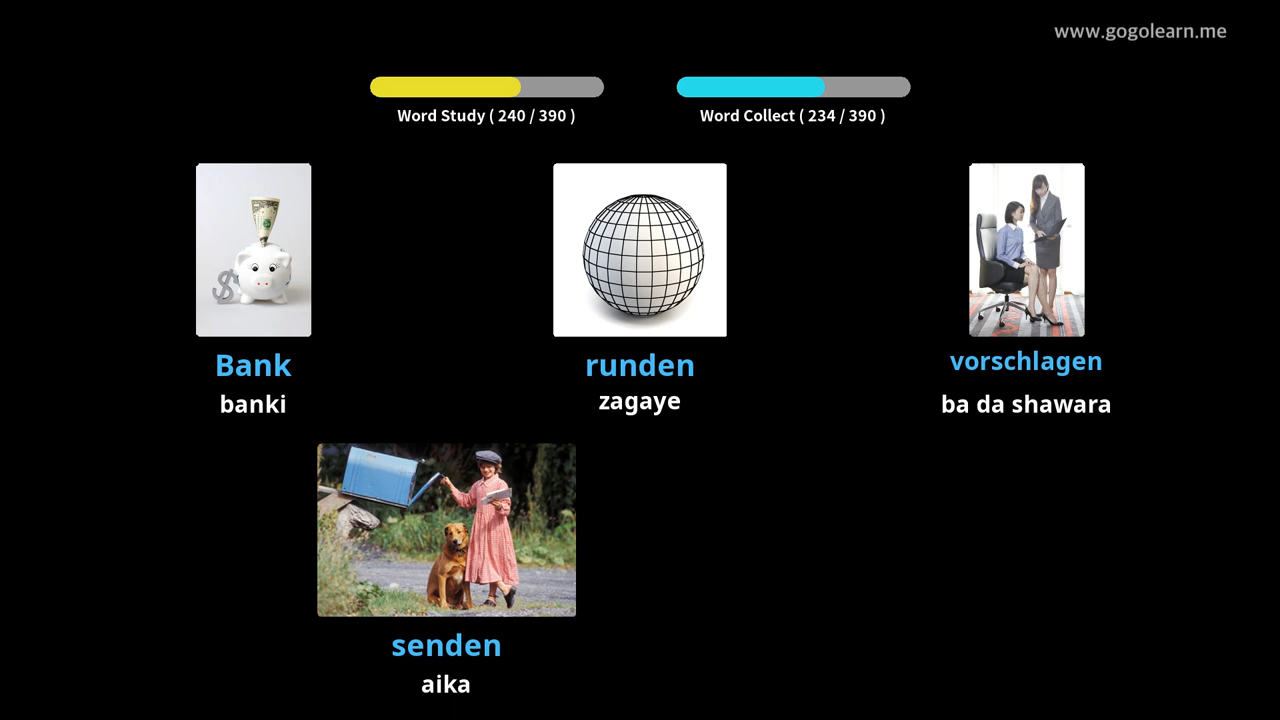 www.gogolearn.me
Word Study ( 240 / 390 )
Word Collect ( 234 / 390 )
Bank
banki
runden
zagaye
vorschlagen
ba da shawara
senden
aika